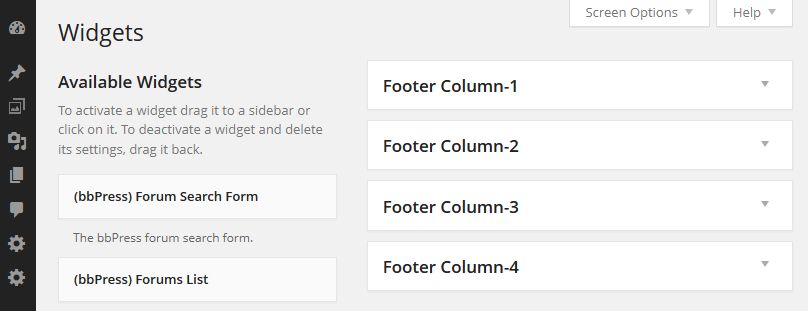 Screen Options
Help
Widgets
Available Widgets
To activate a widget drag it to a sidebar or
click on it. To deactivate a widget and delete
its settings, drag it back.
(bbPress) Forum Search Form
The bbPress forum search form.
(bbPress) Forums List
Footer Column-1
Footer Column-2
Footer Column-3
Footer Column-4